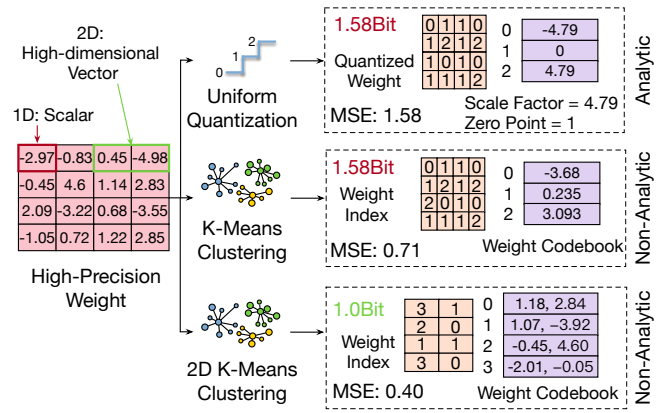 2D:
High-dimensional
Vector
1D: Scalar
-2.97 -0.83 0.45 -4.98
-0.45 4.6 1.14 2.83
2.09 -3.22 0.68 -3.55
-1.05 0.72 1.22 2.85
High-Precision
Weight
0 1 2
Uniform
Quantization
K-Means
Clustering
2D K-Means
Clustering
1.58Bit
Quantized
Weight
MSE: 1.58
0 1 1 0
1 2 1 2
1 0 1 0
1 1 1 2
0 -4.79
1 0
2 4.79
Scale Factor = 4.79
Zero Point = 1
Analytic
1.58Bit
Weight
Index
MSE: 0.71
0 1 1 0
1 2 1 2
2 0 1 0
1 1 1 2
0 -3.68
1 0.235
2 3.093
Weight Codebook
Non-Analytic
1.0Bit
Weight
Index
MSE: 0.40
3 1
2 0
1 1
3 0
0 1.18, 2.84
1 1.07, −3.92
2 -0.45, 4.60
3 -2.01, -0.05
Weight Codebook
Non-Analytic